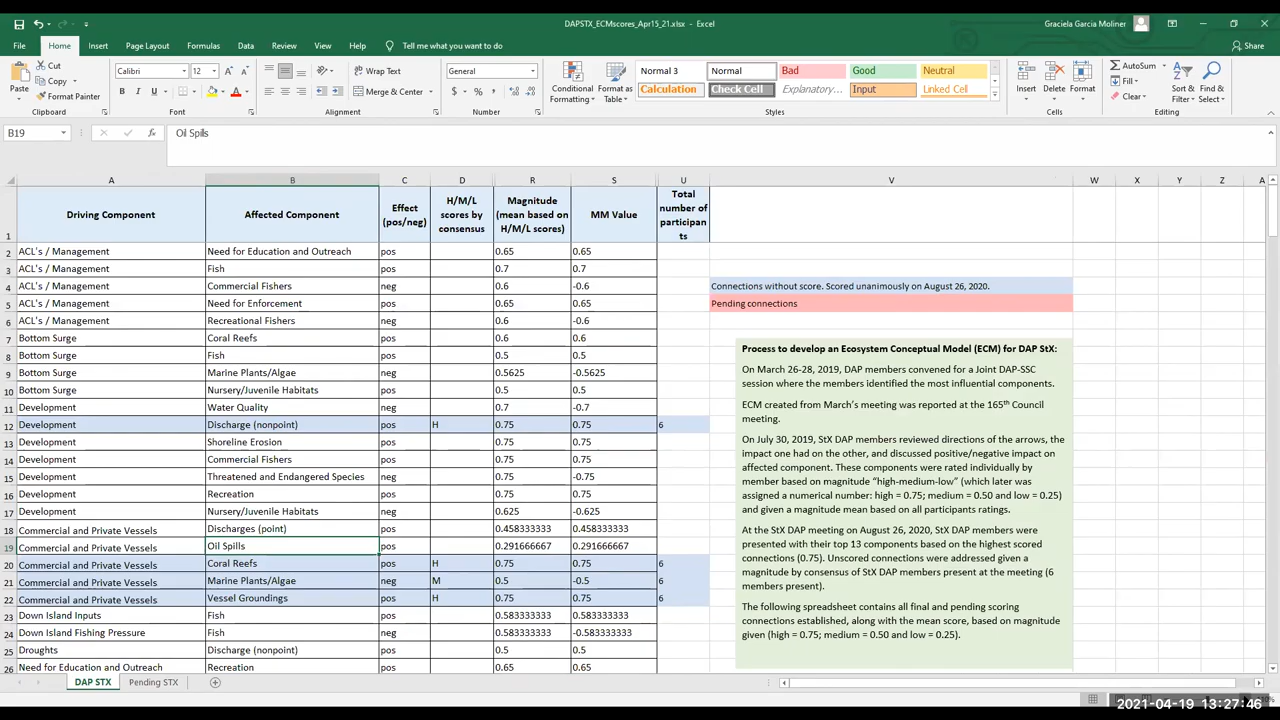 DAPSTX_ECMscores_Apr15_21.xlsx - Excel
Graciela Garcia Moliner
File Home Insert Page Layout Formulas Data Review View Help Tell me what you want to do Share
Cut
Copy
Format Painter
Paste
Clipboard
Calibri 12
B I U
Font
Wrap Text
Merge & Center
Alignment
General
$ % ,
Number
Conditional Formatting
Format as Table
Normal 3 Normal Bad Good Neutral
Calculation Check Cell Explanatory... Input Linked Cell
Styles
Insert Delete Format
Cells
AutoSum
Fill
Clear
Sort & Filter
Find & Select
Editing
B19 fx Oil Spills
A B C D R S U V W X Y Z A
1 Driving Component Affected Component Effect (pos/neg) H/M/L scores by consensus Magnitude (mean based on H/M/L scores) MM Value Total number of participants
2 ACL's / Management Need for Education and Outreach pos 0.65 0.65
3 ACL's / Management Fish pos 0.7 0.7
4 ACL's / Management Commercial Fishers neg 0.6 -0.6
5 ACL's / Management Need for Enforcement pos 0.65 0.65
6 ACL's / Management Recreational Fishers neg 0.6 -0.6
7 Bottom Surge Coral Reefs pos 0.6 0.6
8 Bottom Surge Fish pos 0.5 0.5
9 Bottom Surge Marine Plants/Algae neg 0.5625 -0.5625
10 Bottom Surge Nursery/Juvenile Habitats pos 0.5 0.5
11 Development Water Quality neg 0.7 -0.7
12 Development Discharge (nonpoint) pos H 0.75 0.75 6
13 Development Shoreline Erosion pos 0.75 0.75
14 Development Commercial Fishers pos 0.75 0.75
15 Development Threatened and Endangered Species neg 0.75 -0.75
16 Development Recreation pos 0.75 0.75
17 Development Nursery/Juvenile Habitats neg 0.625 -0.625
18 Commercial and Private Vessels Discharges (point) pos 0.458333333 0.458333333
19 Commercial and Private Vessels Oil Spills pos 0.291666667 0.291666667
20 Commercial and Private Vessels Coral Reefs pos H 0.75 0.75 6
21 Commercial and Private Vessels Marine Plants/Algae neg M 0.5 -0.5 6
22 Commercial and Private Vessels Vessel Groundings pos H 0.75 0.75 6
23 Down Island Inputs Fish pos 0.583333333 0.583333333
24 Down Island Fishing Pressure Fish neg 0.583333333 -0.583333333
25 Droughts Discharge (nonpoint) pos 0.5 0.5
26 Need for Education and Outreach Recreation pos 0.65 0.65
Connections without score. Scored unanimously on August 26, 2020.
Pending connections
Process to develop an Ecosystem Conceptual Model (ECM) for DAP StX:
On March 26-28, 2019, DAP members convened for a Joint DAP-SSC
session where the members identified the most influential components.
ECM created from March's meeting was reported at the 165th Council
meeting.
On July 30, 2019, StX DAP members reviewed directions of the arrows, the
impact one had on the other, and discussed positive/negative impact on
affected component. These components were rated individually by
member based on magnitude “high-medium-low” (which later was
assigned a numerical number: high = 0.75; medium = 0.50 and low = 0.25)
and given a magnitude mean based on all participants ratings.
At the StX DAP meeting on August 26, 2020, StX DAP members were
presented with their top 13 components based on the highest scored
connections (0.75). Unscored connections were addressed given a
magnitude by consensus of StX DAP members present at the meeting (6
members present).
The following spreadsheet contains all final and pending scoring
connections established, along with the mean score, based on magnitude
given (high = 0.75; medium = 0.50 and low = 0.25).
DAP STX Pending STX
2021-04-19 13:27:46